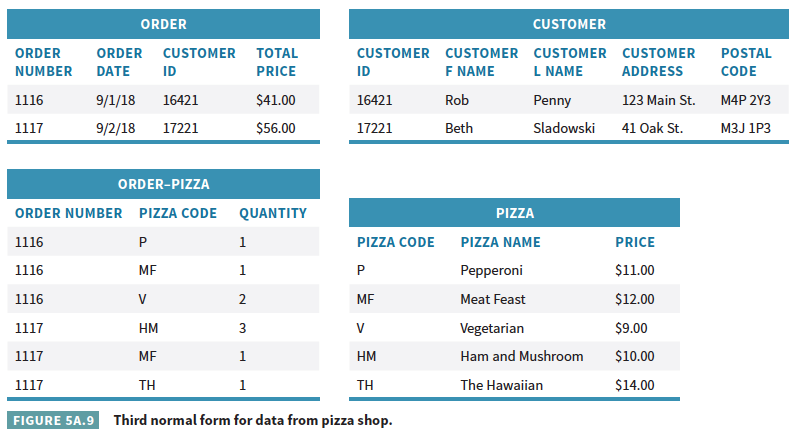 ORDER
ORDER NUMBER ORDER DATE CUSTOMER ID TOTAL PRICE
1116 9/1/18 16421 $41.00
1117 9/2/18 17221 $56.00
CUSTOMER
CUSTOMER ID CUSTOMER F NAME CUSTOMER L NAME CUSTOMER ADDRESS POSTAL CODE
16421 Rob Penny 123 Main St. M4P 2Y3
17221 Beth Sladowski 41 Oak St. M3J 1P3
ORDER–PIZZA
ORDER NUMBER PIZZA CODE QUANTITY
1116 P 1
1116 MF 1
1116 V 2
1117 HM 3
1117 MF 1
1117 TH 1
PIZZA
PIZZA CODE PIZZA NAME PRICE
P Pepperoni $11.00
MF Meat Feast $12.00
V Vegetarian $9.00
HM Ham and Mushroom $10.00
TH The Hawaiian $14.00
FIGURE 5A.9 Third normal form for data from pizza shop.